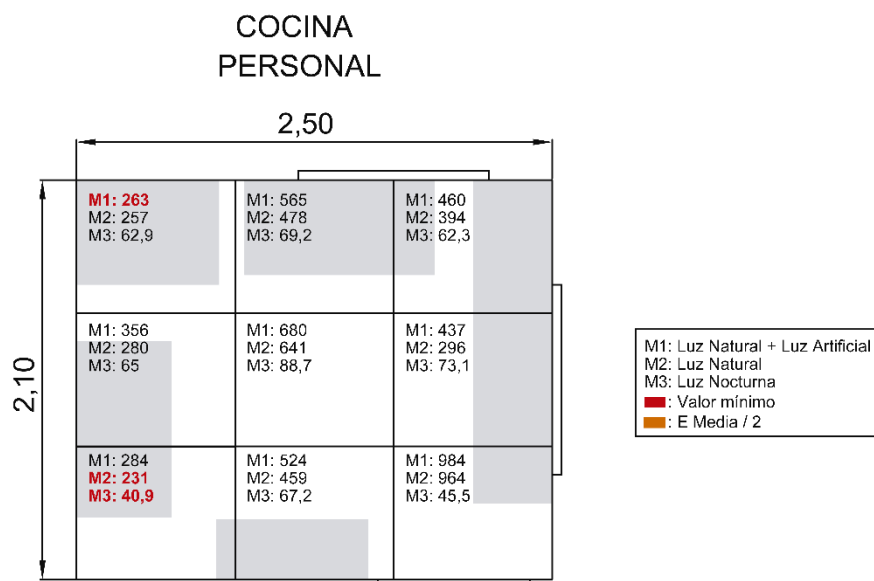 COCINA
PERSONAL
2,50
2,10
M1: 263
M2: 257
M3: 62,9
M1: 565
M2: 478
M3: 69,2
M1: 460
M2: 394
M3: 62,3
M1: 356
M2: 280
M3: 65
M1: 680
M2: 641
M3: 88,7
M1: 437
M2: 296
M3: 73,1
M1: 284
M2: 231
M3: 40,9
M1: 524
M2: 459
M3: 67,2
M1: 984
M2: 964
M3: 45,5
M1: Luz Natural + Luz Artificial
M2: Luz Natural
M3: Luz Nocturna
: Valor mínimo
: E Media / 2